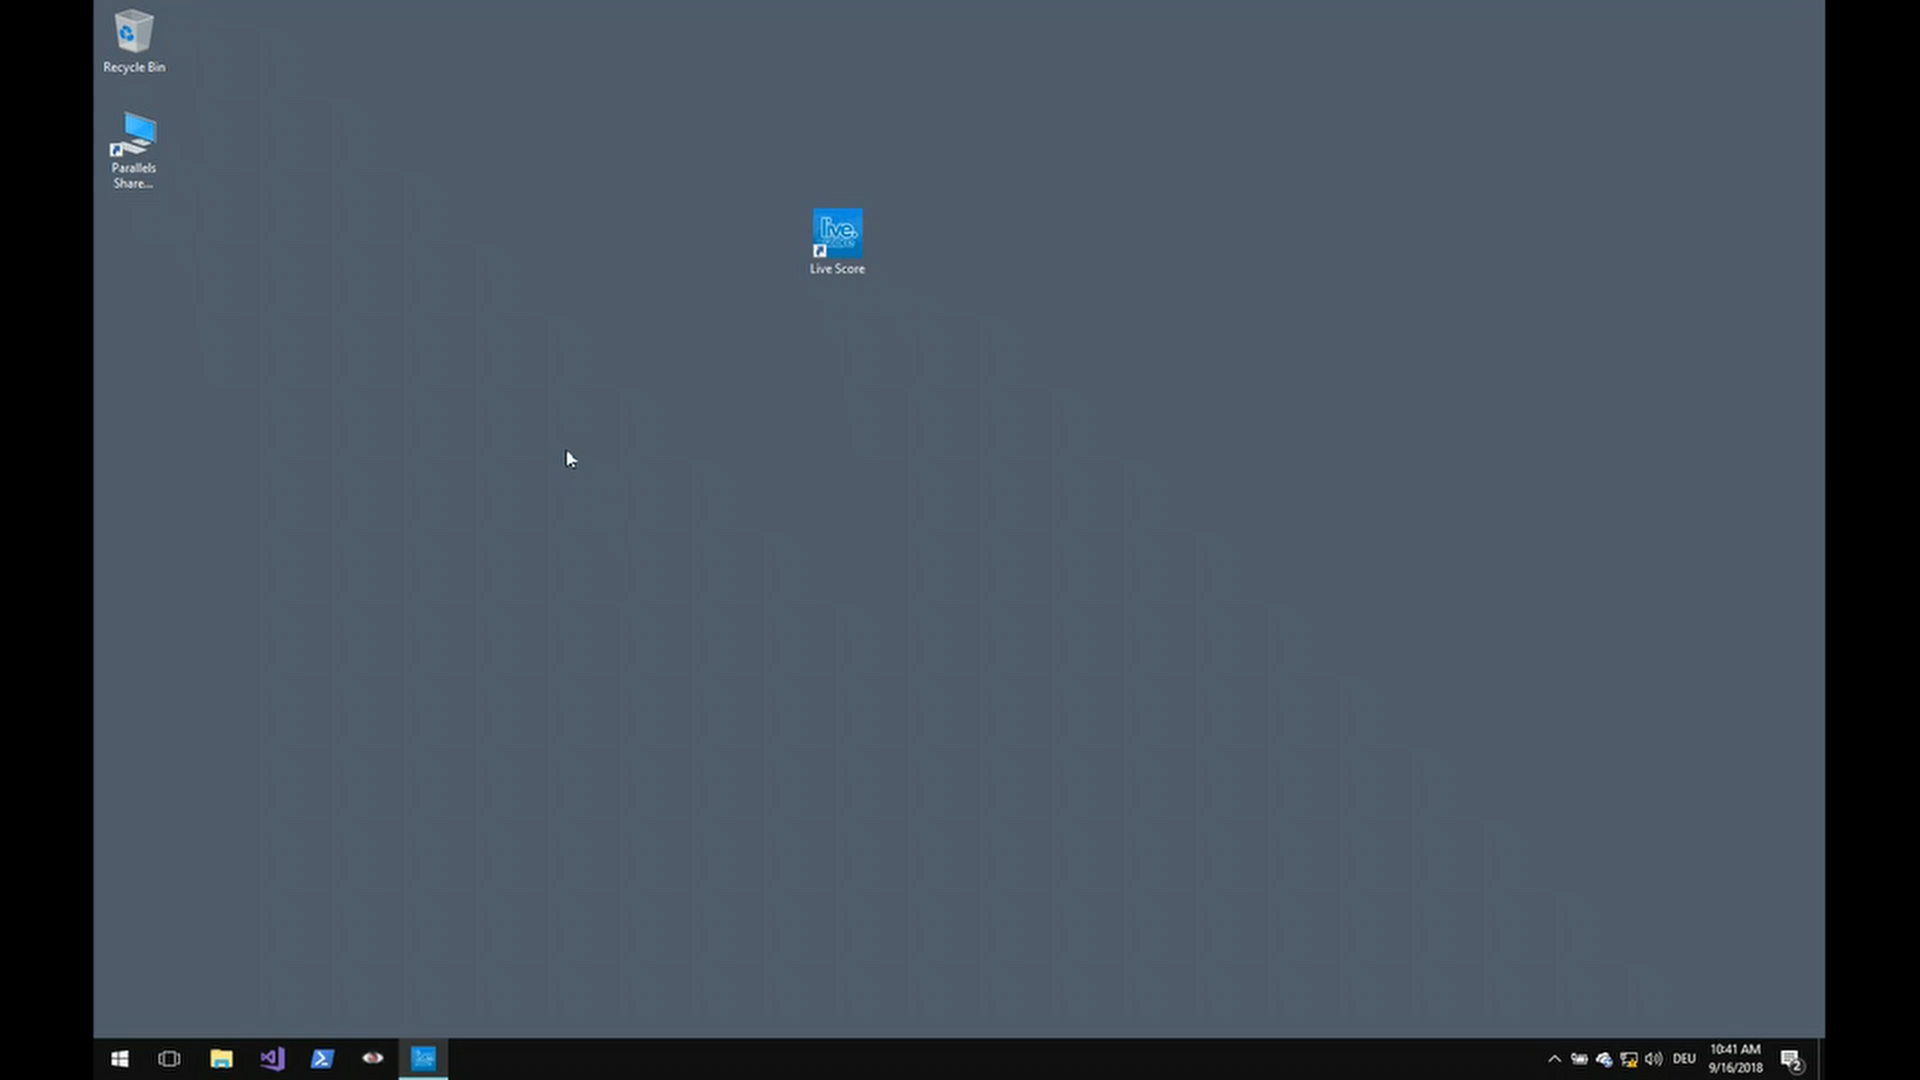 Recycle Bin
Parallels
Share...
live.
Live Score
DEU
10:41 AM
9/16/2018
2